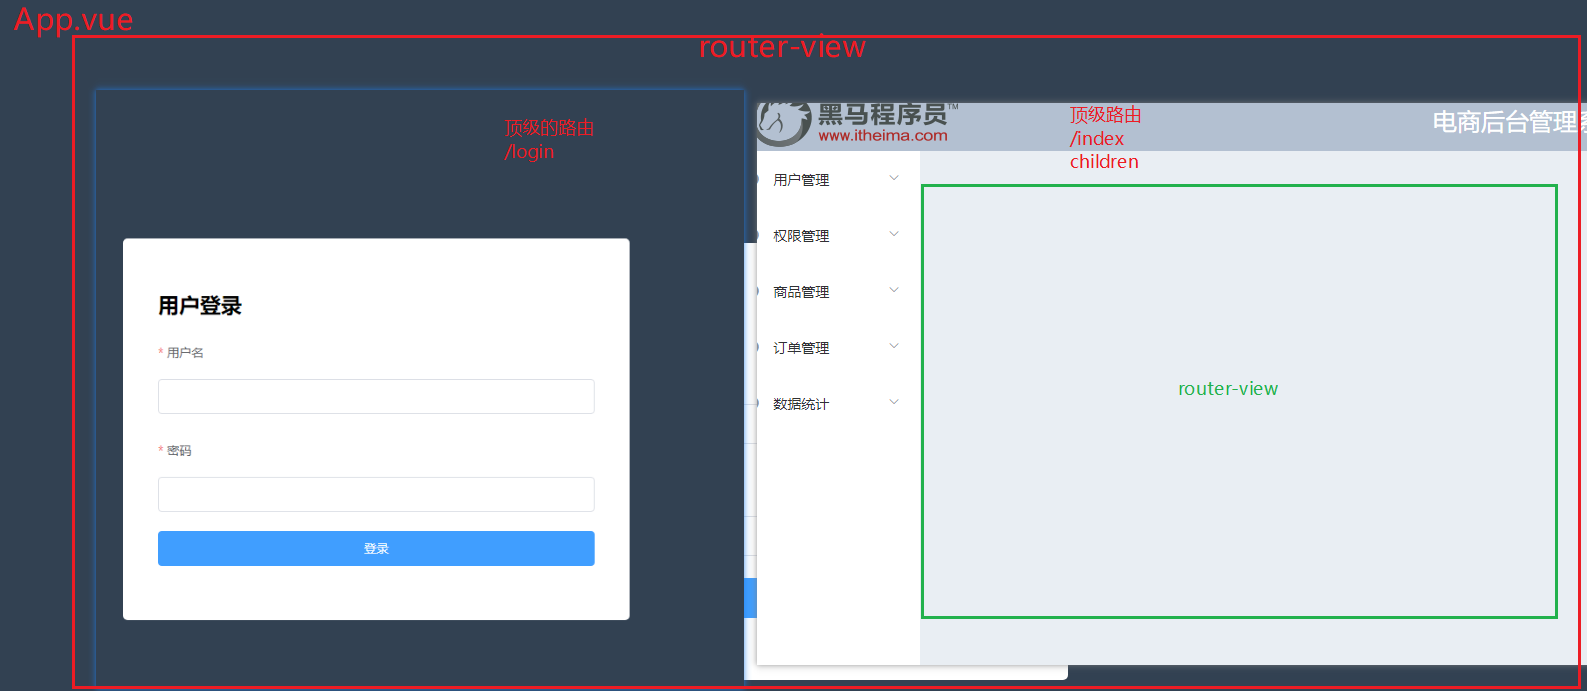 App.vue
router-view
顶级的路由
/login
用户登录
* 用户名
* 密码
登录
黑马程序员™
www.itheima.com
顶级路由
/index
children
电商后台管理系
用户管理
权限管理
商品管理
订单管理
数据统计
router-view